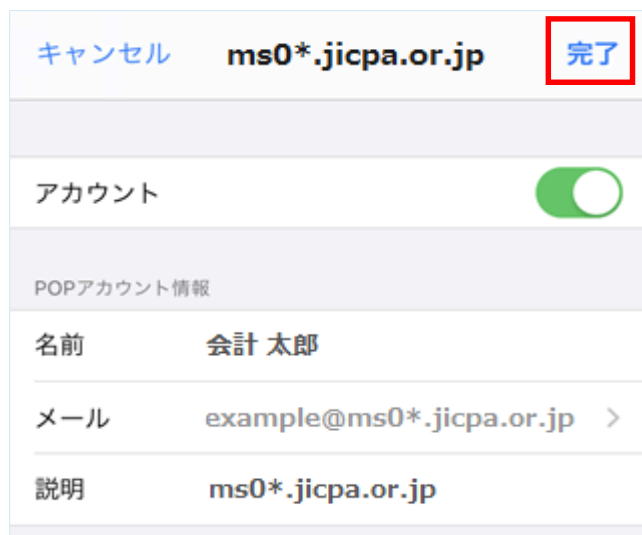 キャンセル ms0*.jicpa.or.jp 完了
アカウント
POPアカウント情報
名前 会計 太郎
メール example@ms0*.jicpa.or.jp >
説明 ms0*.jicpa.or.jp